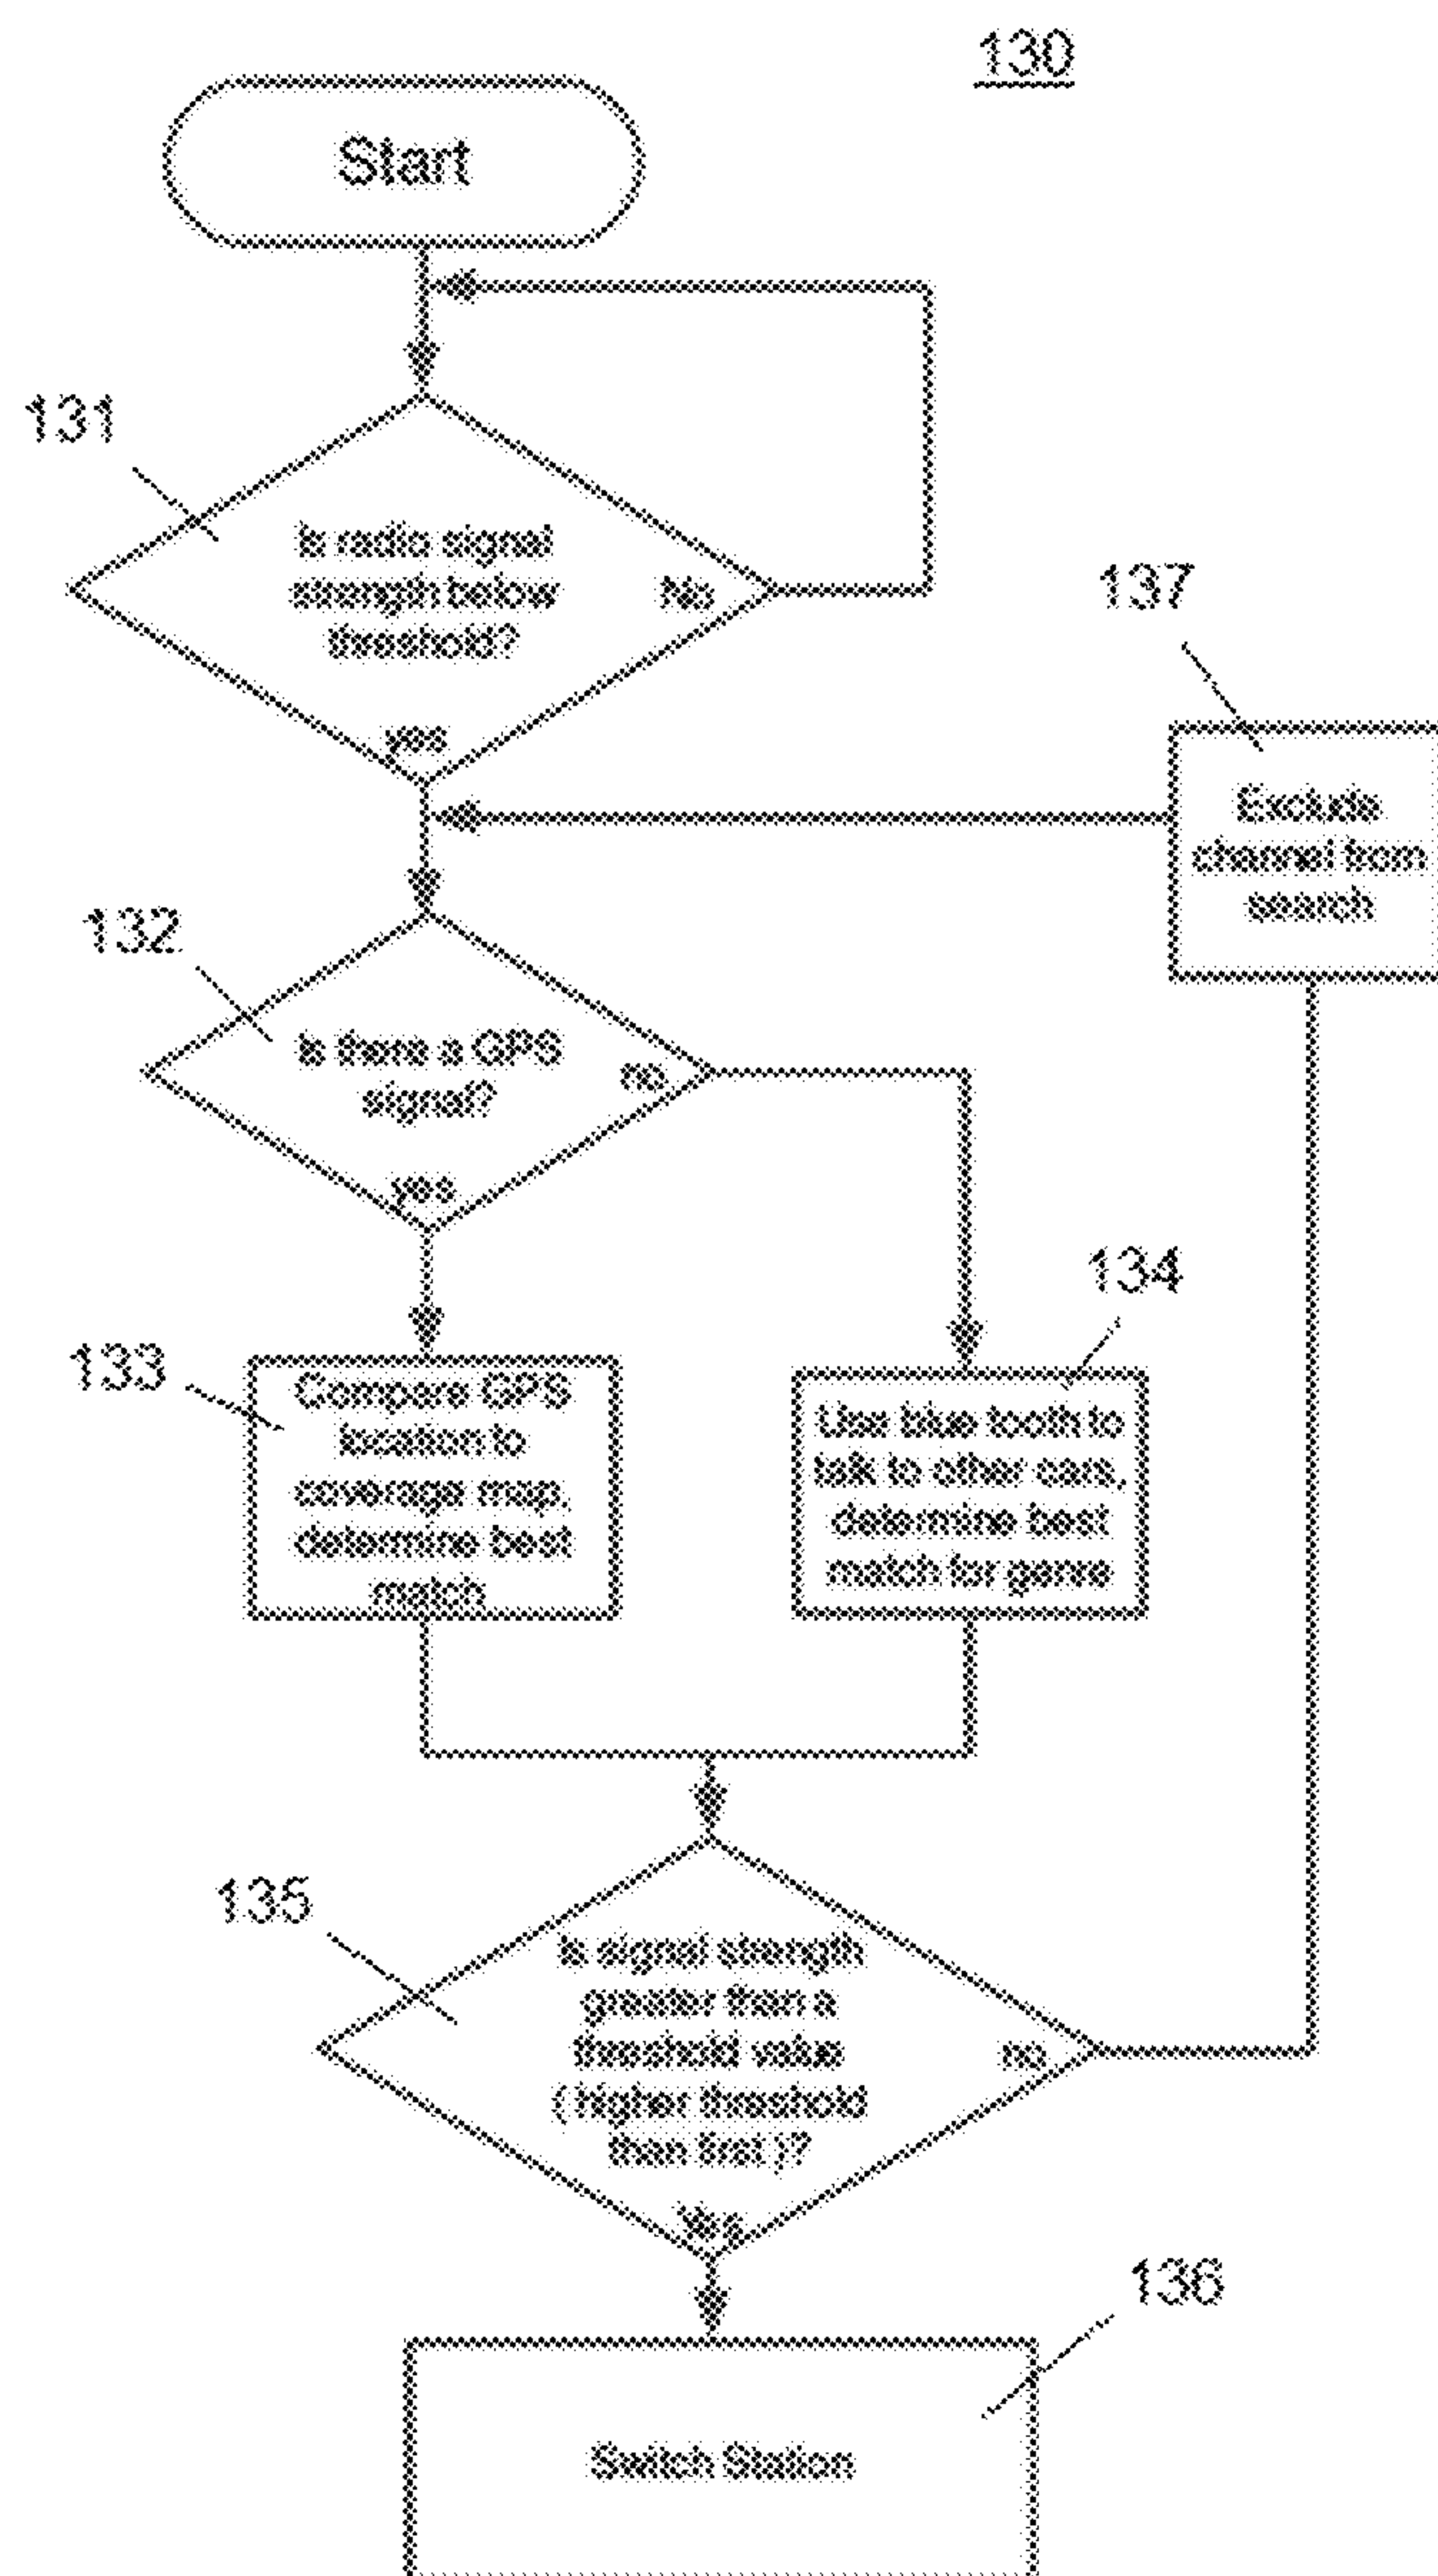 130
Start
131
Is radio signal
strength below
threshold?
No
yes
137
Exclude
channel from
search
132
Is there a GPS
signal?
no
yes
134
133
Compare GPS
location to
coverage map,
determine best
match
Use blue tooth to
talk to other cars,
determine best
match for genre
135
Is signal strength
greater than a
threshold value
( higher threshold
than first )?
no
Yes
136
Switch Station